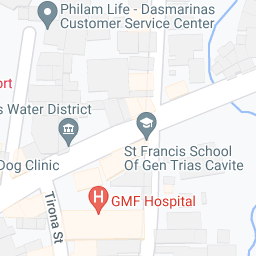 Philam Life - Dasmarinas
Customer Service Center
ort
s Water District
Dog Clinic
St Francis School
Of Gen Trias Cavite
Tirona St
H GMF Hospital